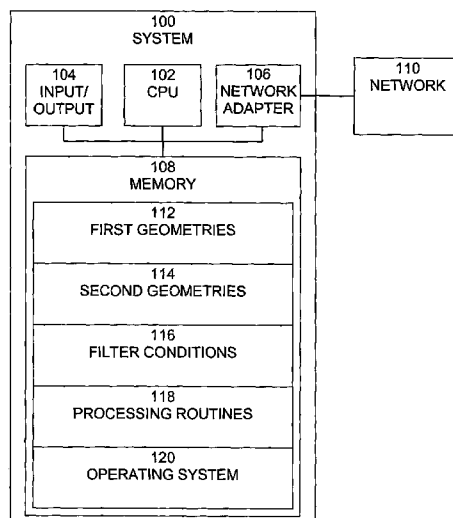 100
SYSTEM
104
INPUT/
OUTPUT
102
CPU
106
NETWORK
ADAPTER
110
NETWORK
108
MEMORY
112
FIRST GEOMETRIES
114
SECOND GEOMETRIES
116
FILTER CONDITIONS
118
PROCESSING ROUTINES
120
OPERATING SYSTEM